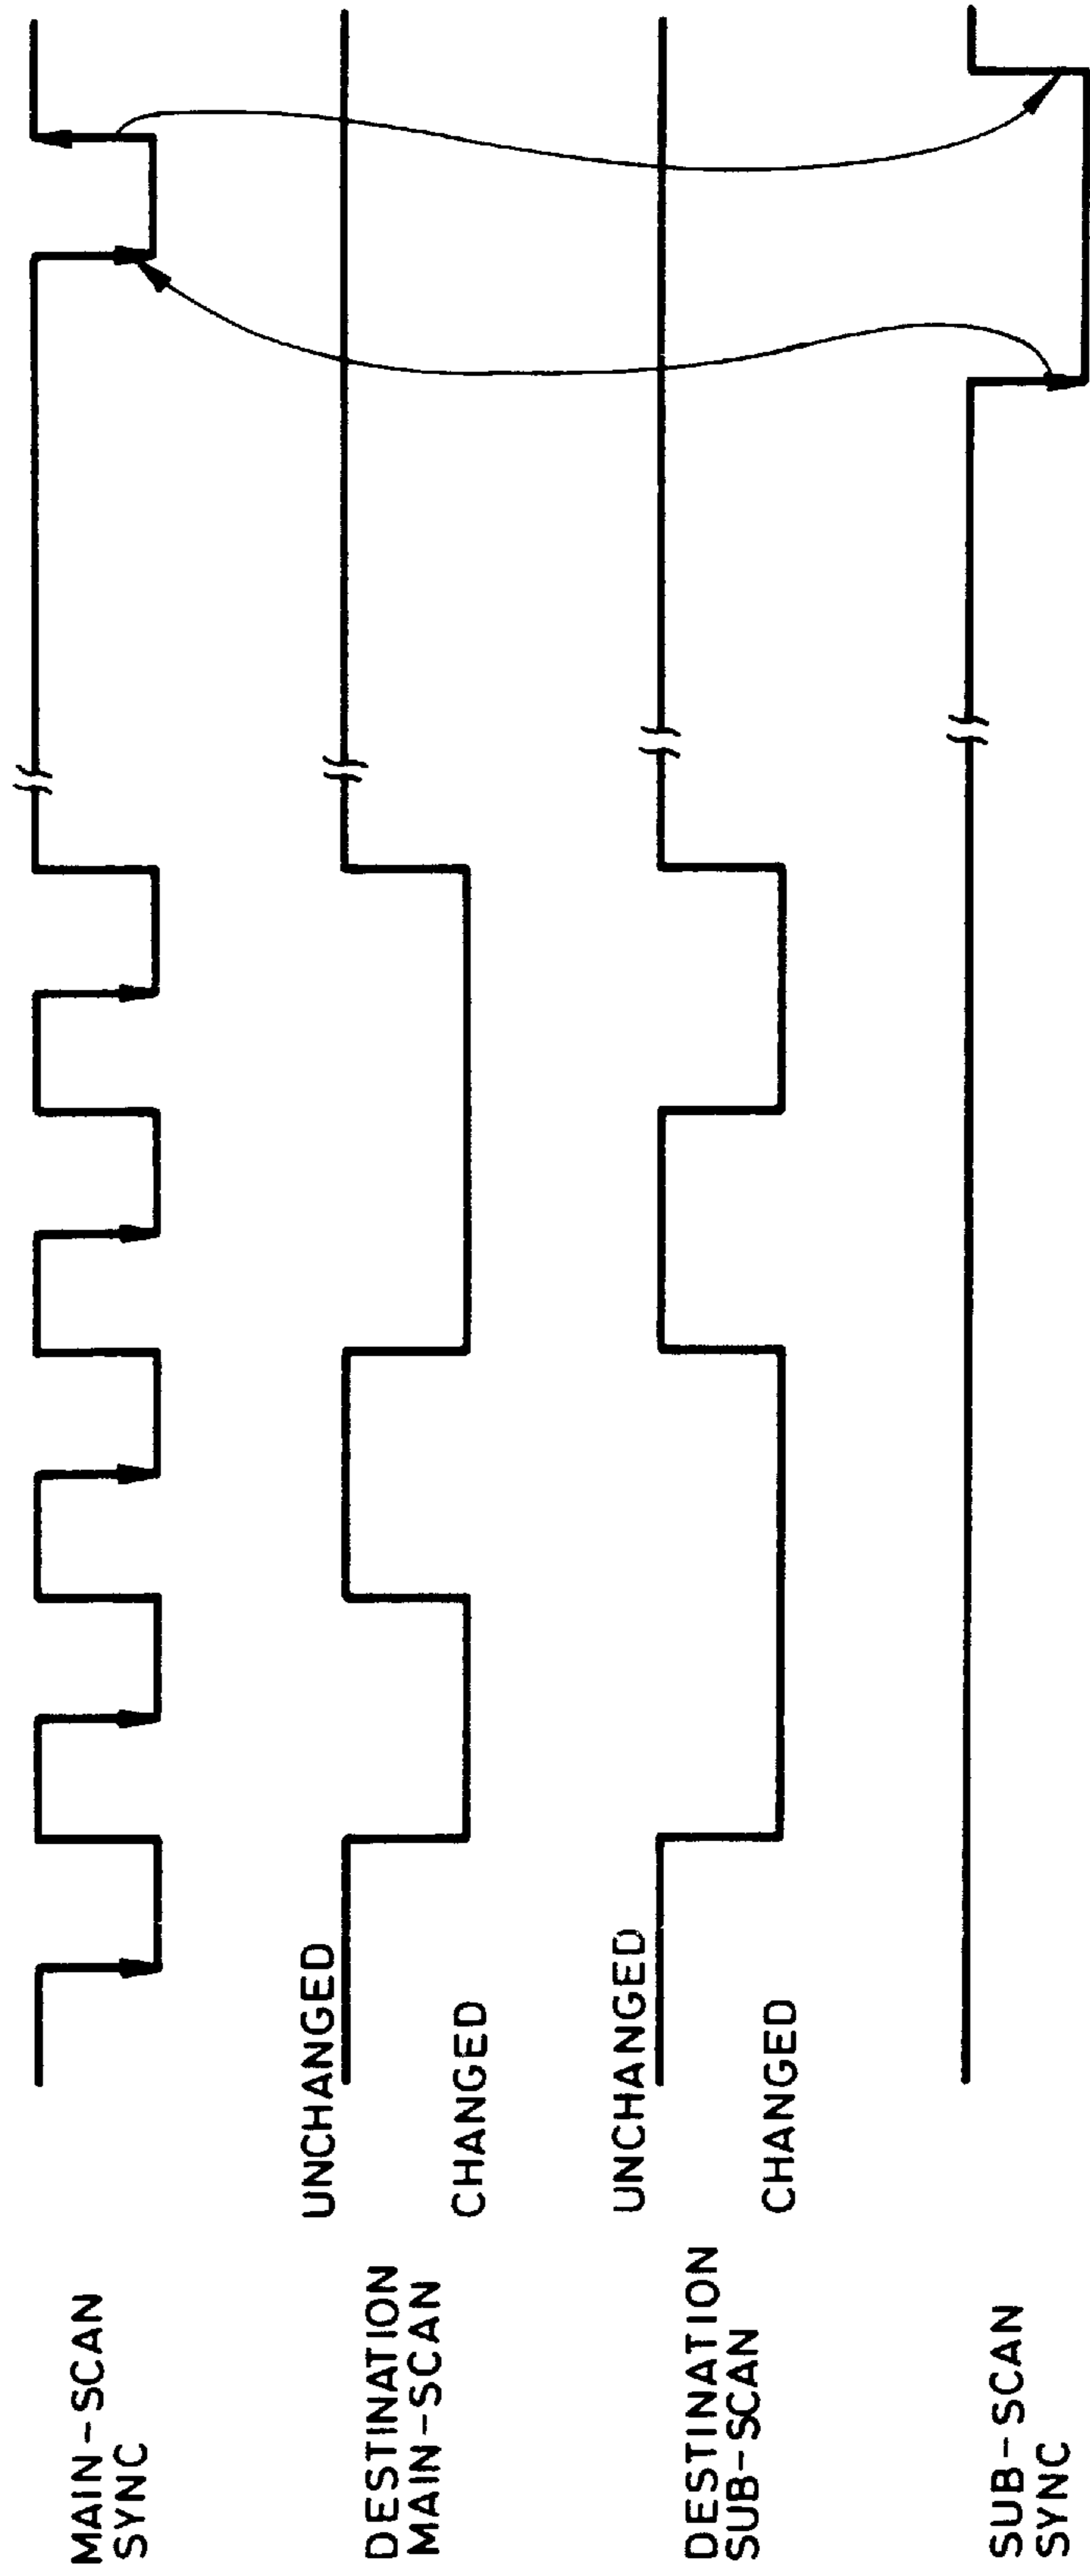 MAIN-SCAN
SYNC
UNCHANGED
DESTINATION
MAIN-SCAN
CHANGED
UNCHANGED
DESTINATION
SUB-SCAN
CHANGED
SUB-SCAN
SYNC